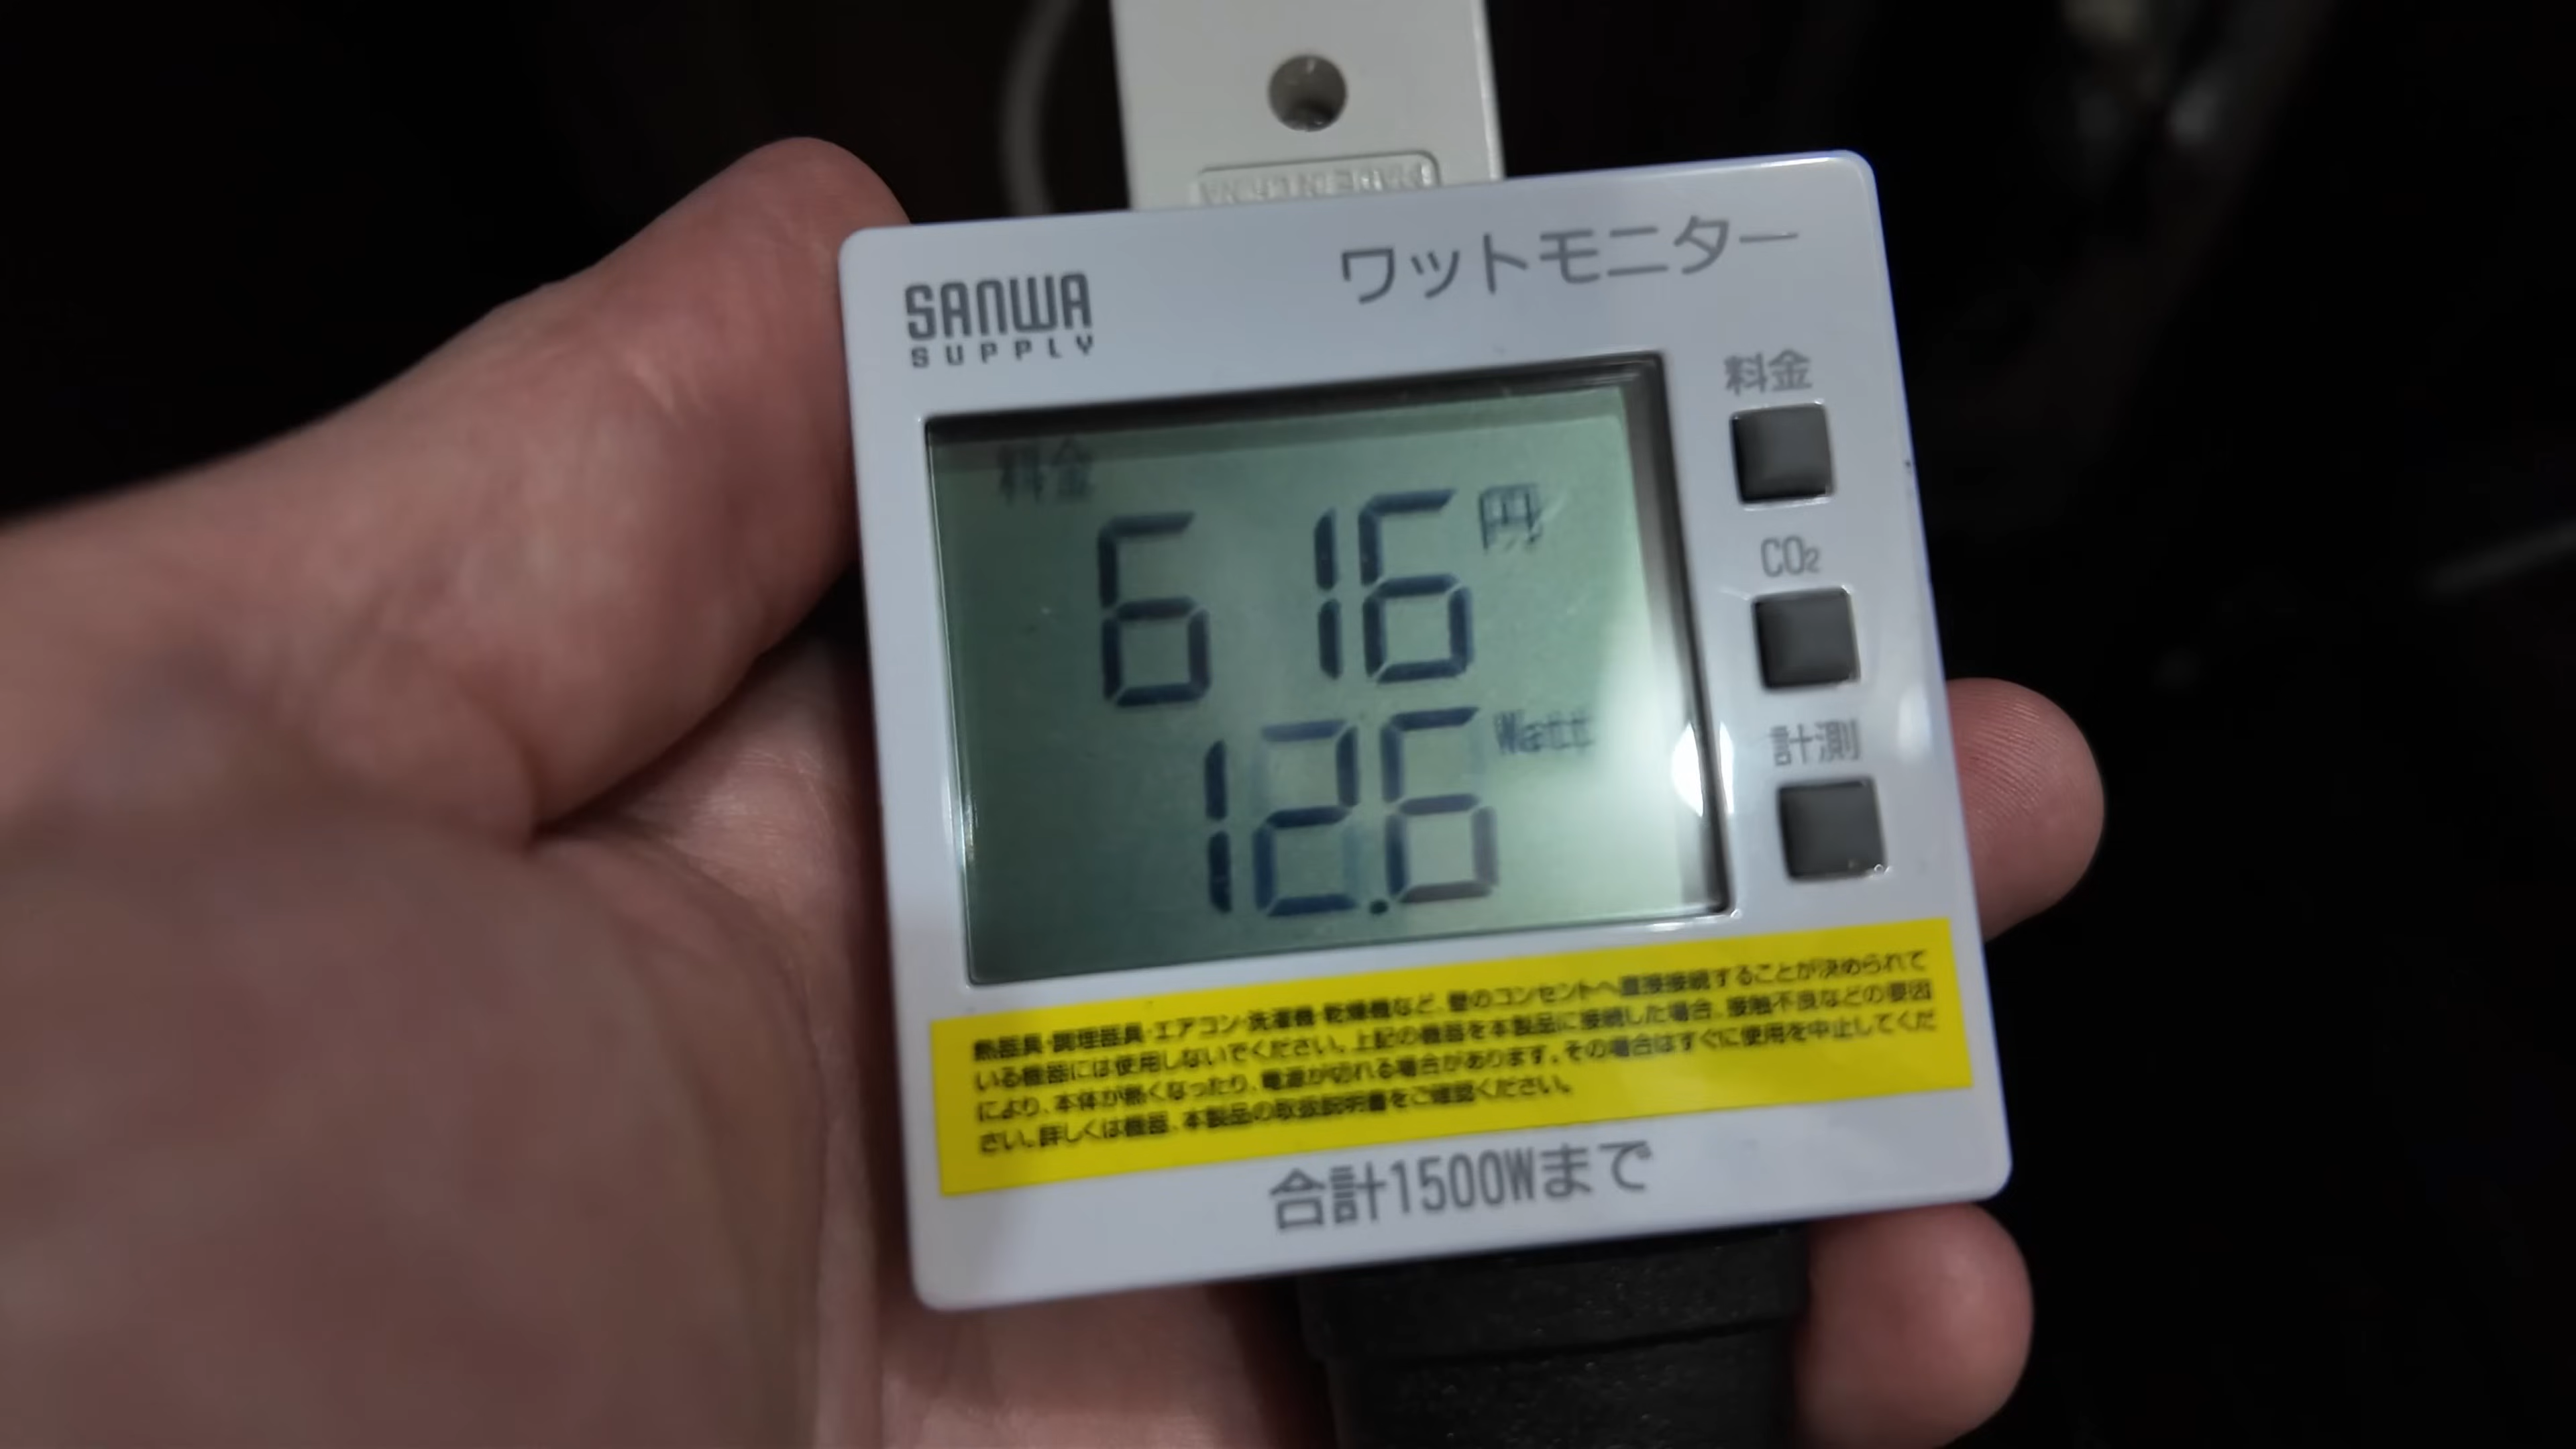 MADE IN CHINA
SANWA
SUPPLY
ワットモニター
料金
料金
616 円
CO2
12.6 Watt
計測
熱器具・調理器具・エアコン・洗濯機・乾燥機など、壁のコンセントへ直接接続することが決められて
いる機器には使用しないでください。上記の機器を本製品に接続した場合、接触不良などの要因
により、本体が熱くなったり、電源が切れる場合があります。その場合はすぐに使用を中止してくだ
さい。詳しくは機器、本製品の取扱説明書をご確認ください。
合計1500Wまで